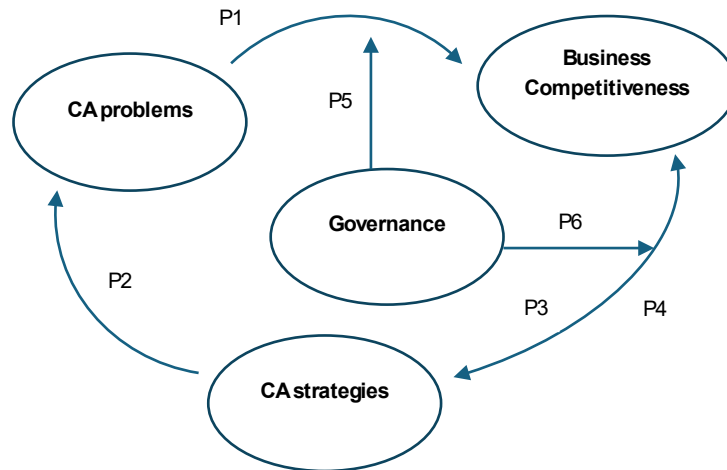 P1
Business
Competitiveness
CA problems
P5
Governance
P6
P2
P3
P4
CA strategies